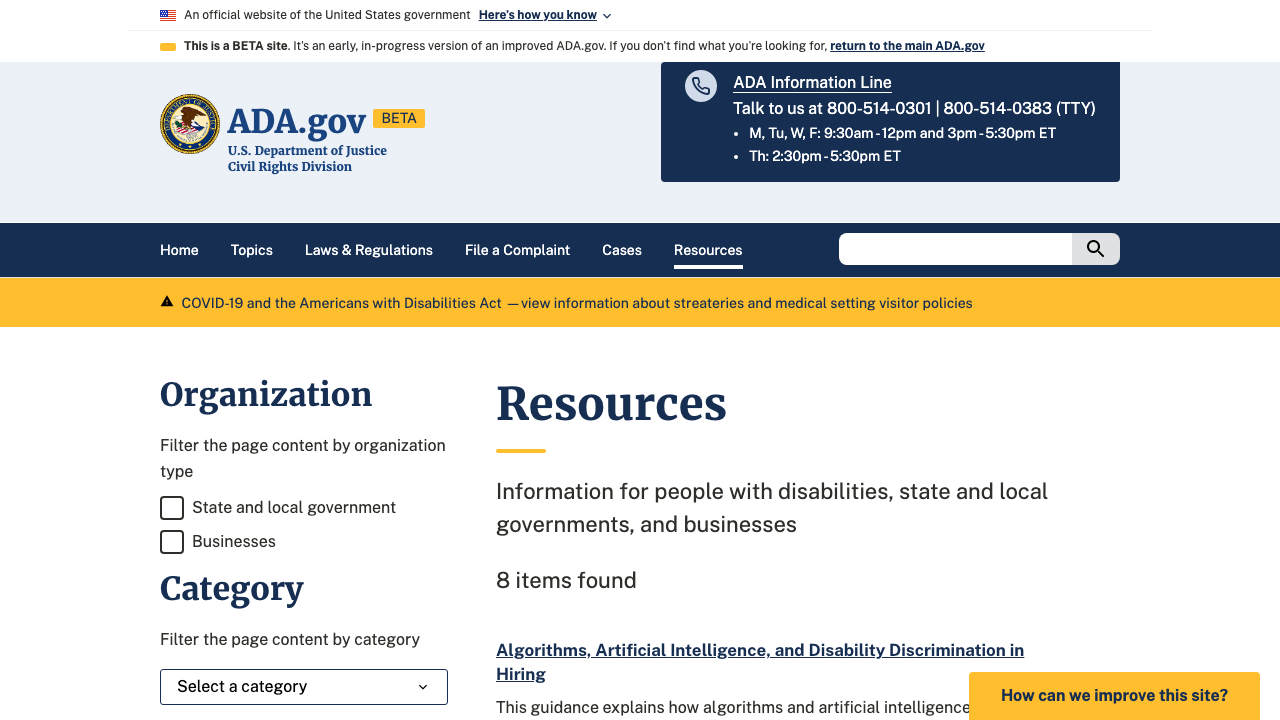 An official website of the United States government Here's how you know
This is a BETA site. It's an early, in-progress version of an improved ADA.gov. If you don't find what you're looking for, return to the main ADA.gov
ADA.gov BETA
U.S. Department of Justice
Civil Rights Division
ADA Information Line
Talk to us at 800-514-0301 | 800-514-0383 (TTY)
• M, Tu, W, F: 9:30am-12pm and 3pm-5:30pm ET
• Th: 2:30pm-5:30pm ET
Home Topics Laws & Regulations File a Complaint Cases Resources
COVID-19 and the Americans with Disabilities Act —view information about streateries and medical setting visitor policies
Organization
Filter the page content by organization
type
State and local government
Businesses
Category
Filter the page content by category
Select a category
Resources
Information for people with disabilities, state and local
governments, and businesses
8 items found
Algorithms, Artificial Intelligence, and Disability Discrimination in
Hiring
This guidance explains how algorithms and artificial intelligence
How can we improve this site?